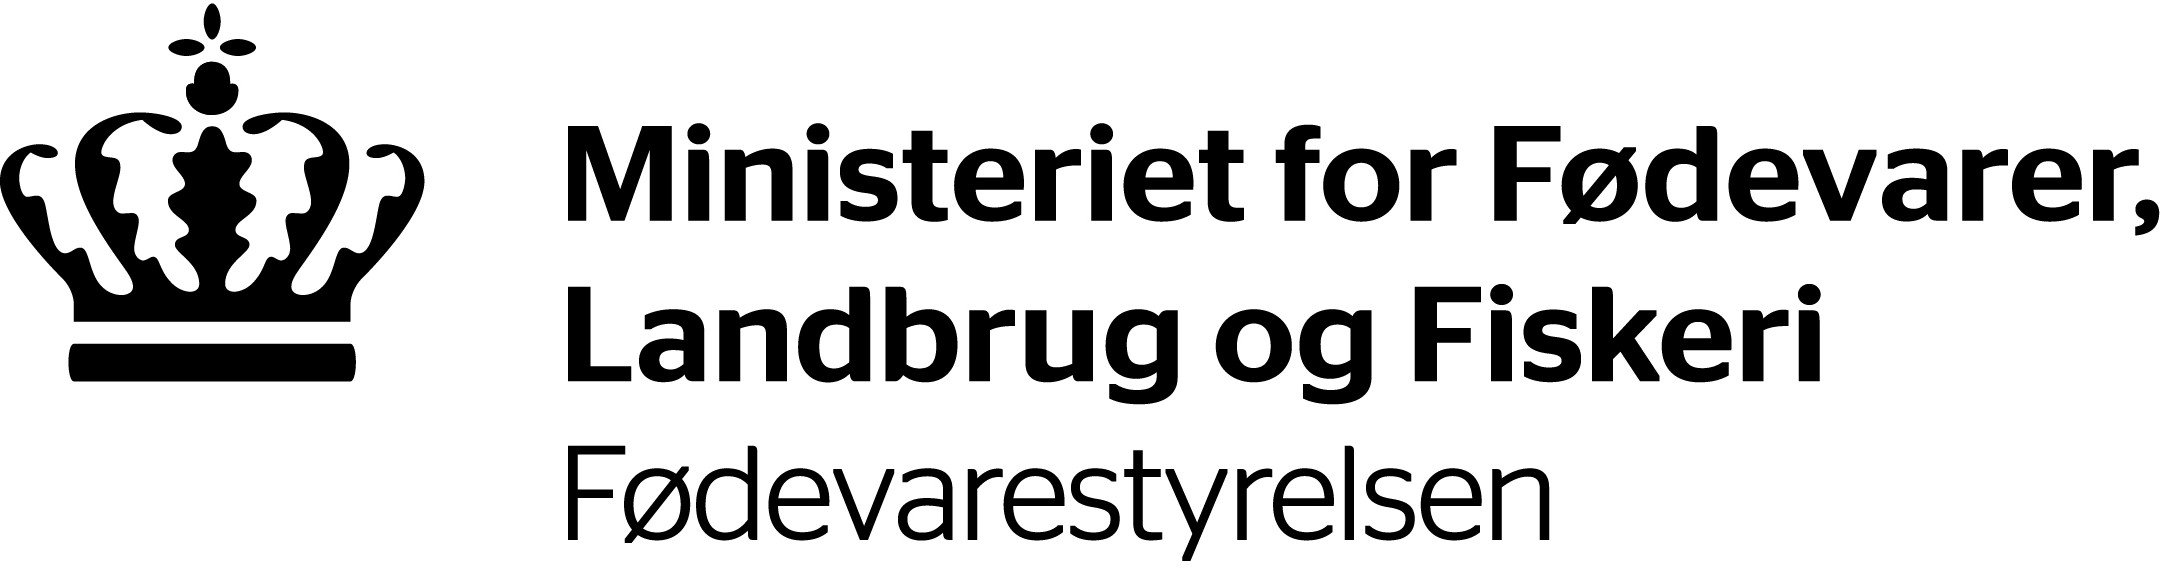 Ministeriet for Fødevarer,
Landbrug og Fiskeri
Fødevarestyrelsen